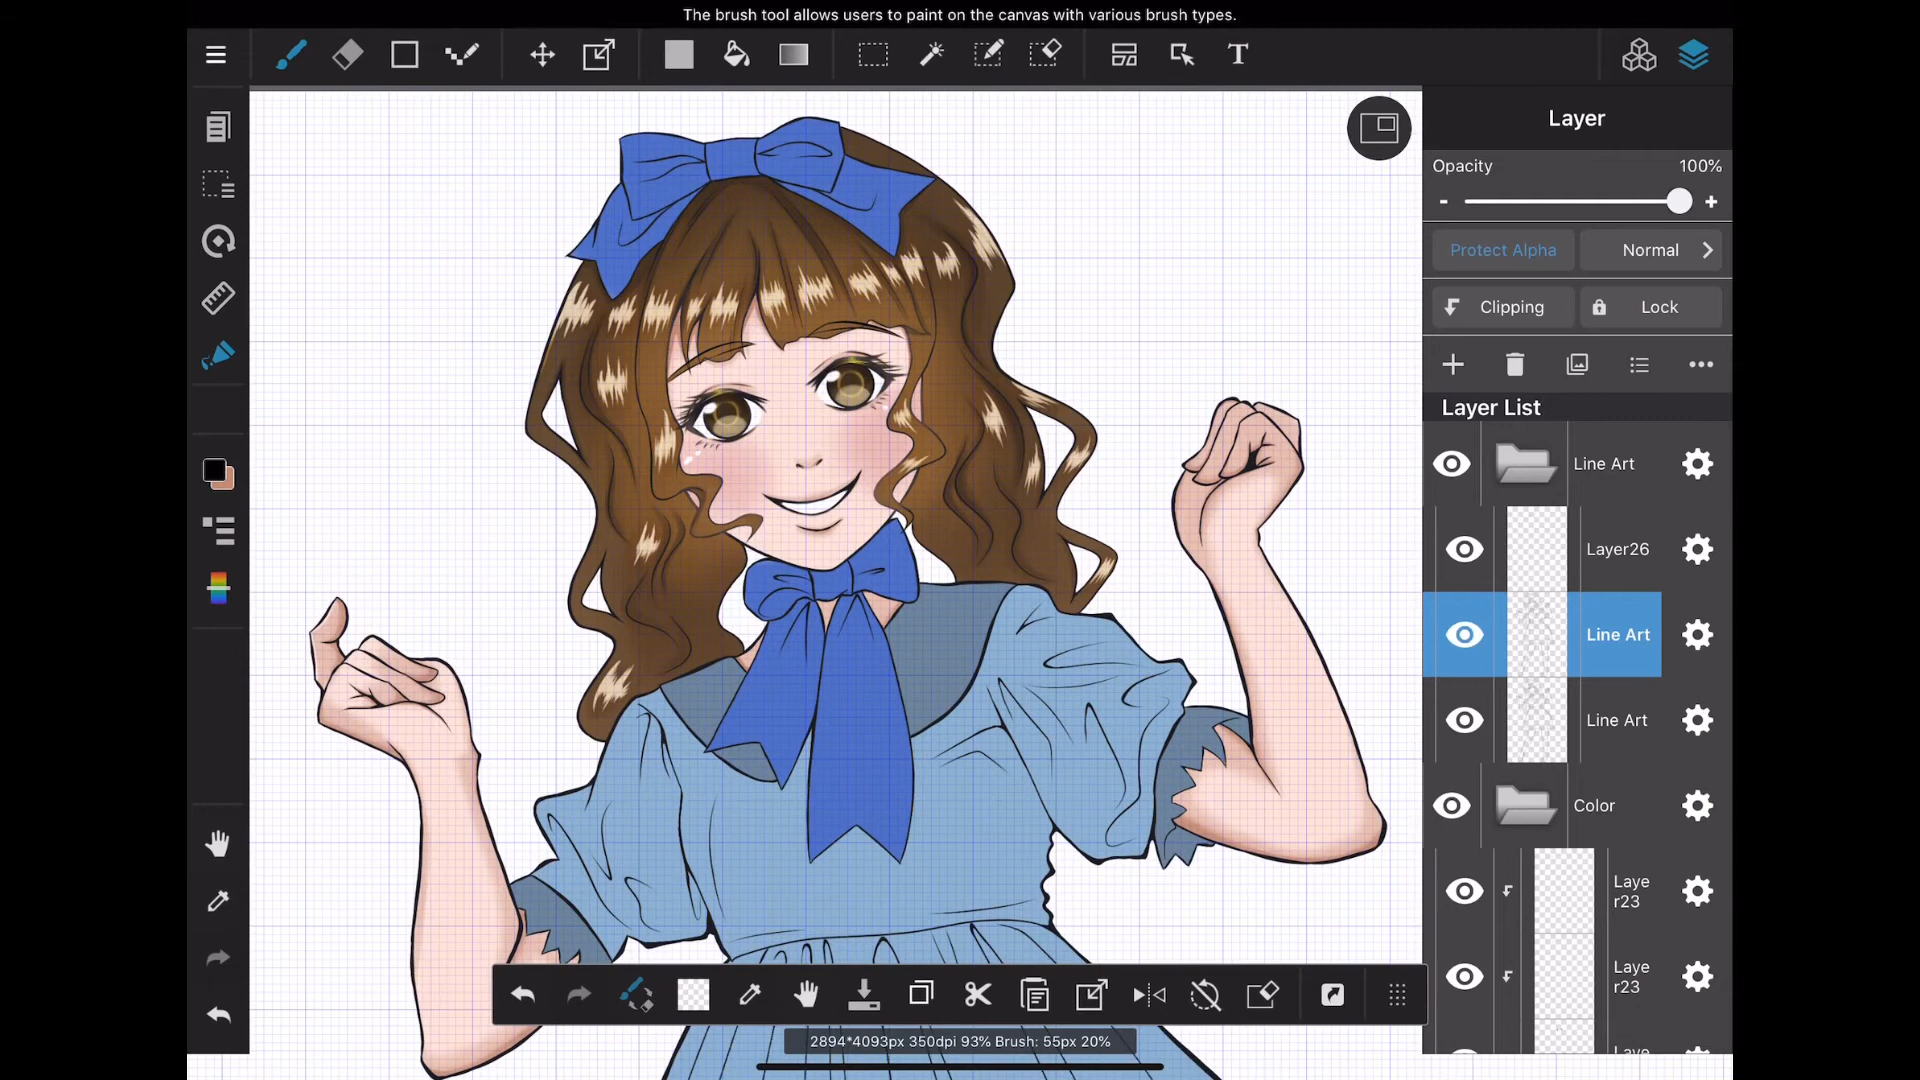 The brush tool allows users to paint on the canvas with various brush types.
T
Layer
Opacity 100%
- +
Protect Alpha Normal
Clipping Lock
Layer List
Line Art
Layer26
Line Art
Line Art
Color
Laye
r23
Laye
r23
Laye
2894*4093px 350dpi 93% Brush: 55px 20%